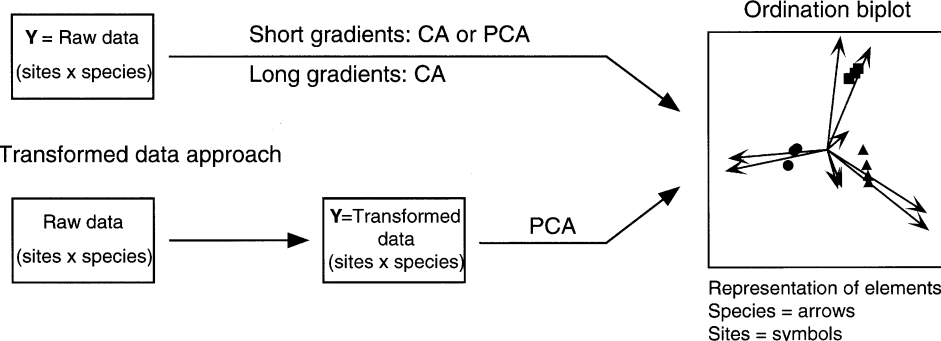 Ordination biplot
Y = Raw data
(sites x species)
Short gradients: CA or PCA
Long gradients: CA
Transformed data approach
Raw data
(sites x species)
Y=Transformed
data
(sites x species)
PCA
Representation of elements
Species = arrows
Sites = symbols